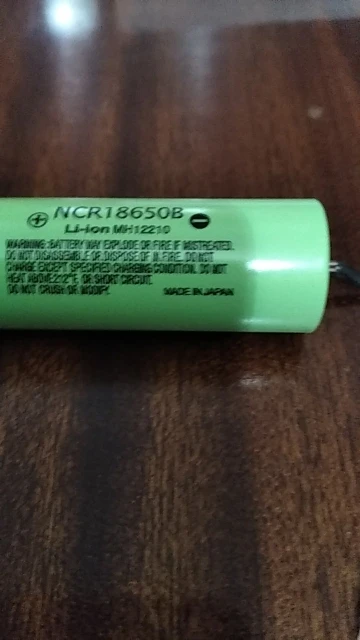 ⊕ NCR18650B ⊖
Li-ion MH12210
WARNING: BATTERY MAY EXPLODE OR FIRE IF MISTREATED.
DO NOT DISASSEMBLE OR DISPOSE OF IN FIRE. DO NOT
CHARGE EXCEPT SPECIFIED CHARGING CONDITION. DO NOT
HEAT ABOVE 212°F, OR SHORT CIRCUIT.
DO NOT CRUSH OR MODIFY. MADE IN JAPAN